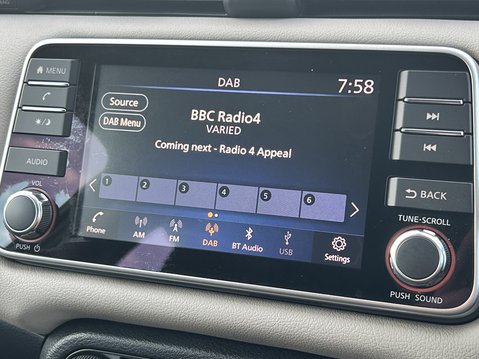 DAB
7:58
MENU
Source
BBC Radio4
VARIED
DAB Menu
Coming next - Radio 4 Appeal
AUDIO
1 2 3 4 5 6
BACK
VOL
TUNE·SCROLL
Phone
AM
FM
DAB
BT Audio
USB
Settings
PUSH
PUSH SOUND